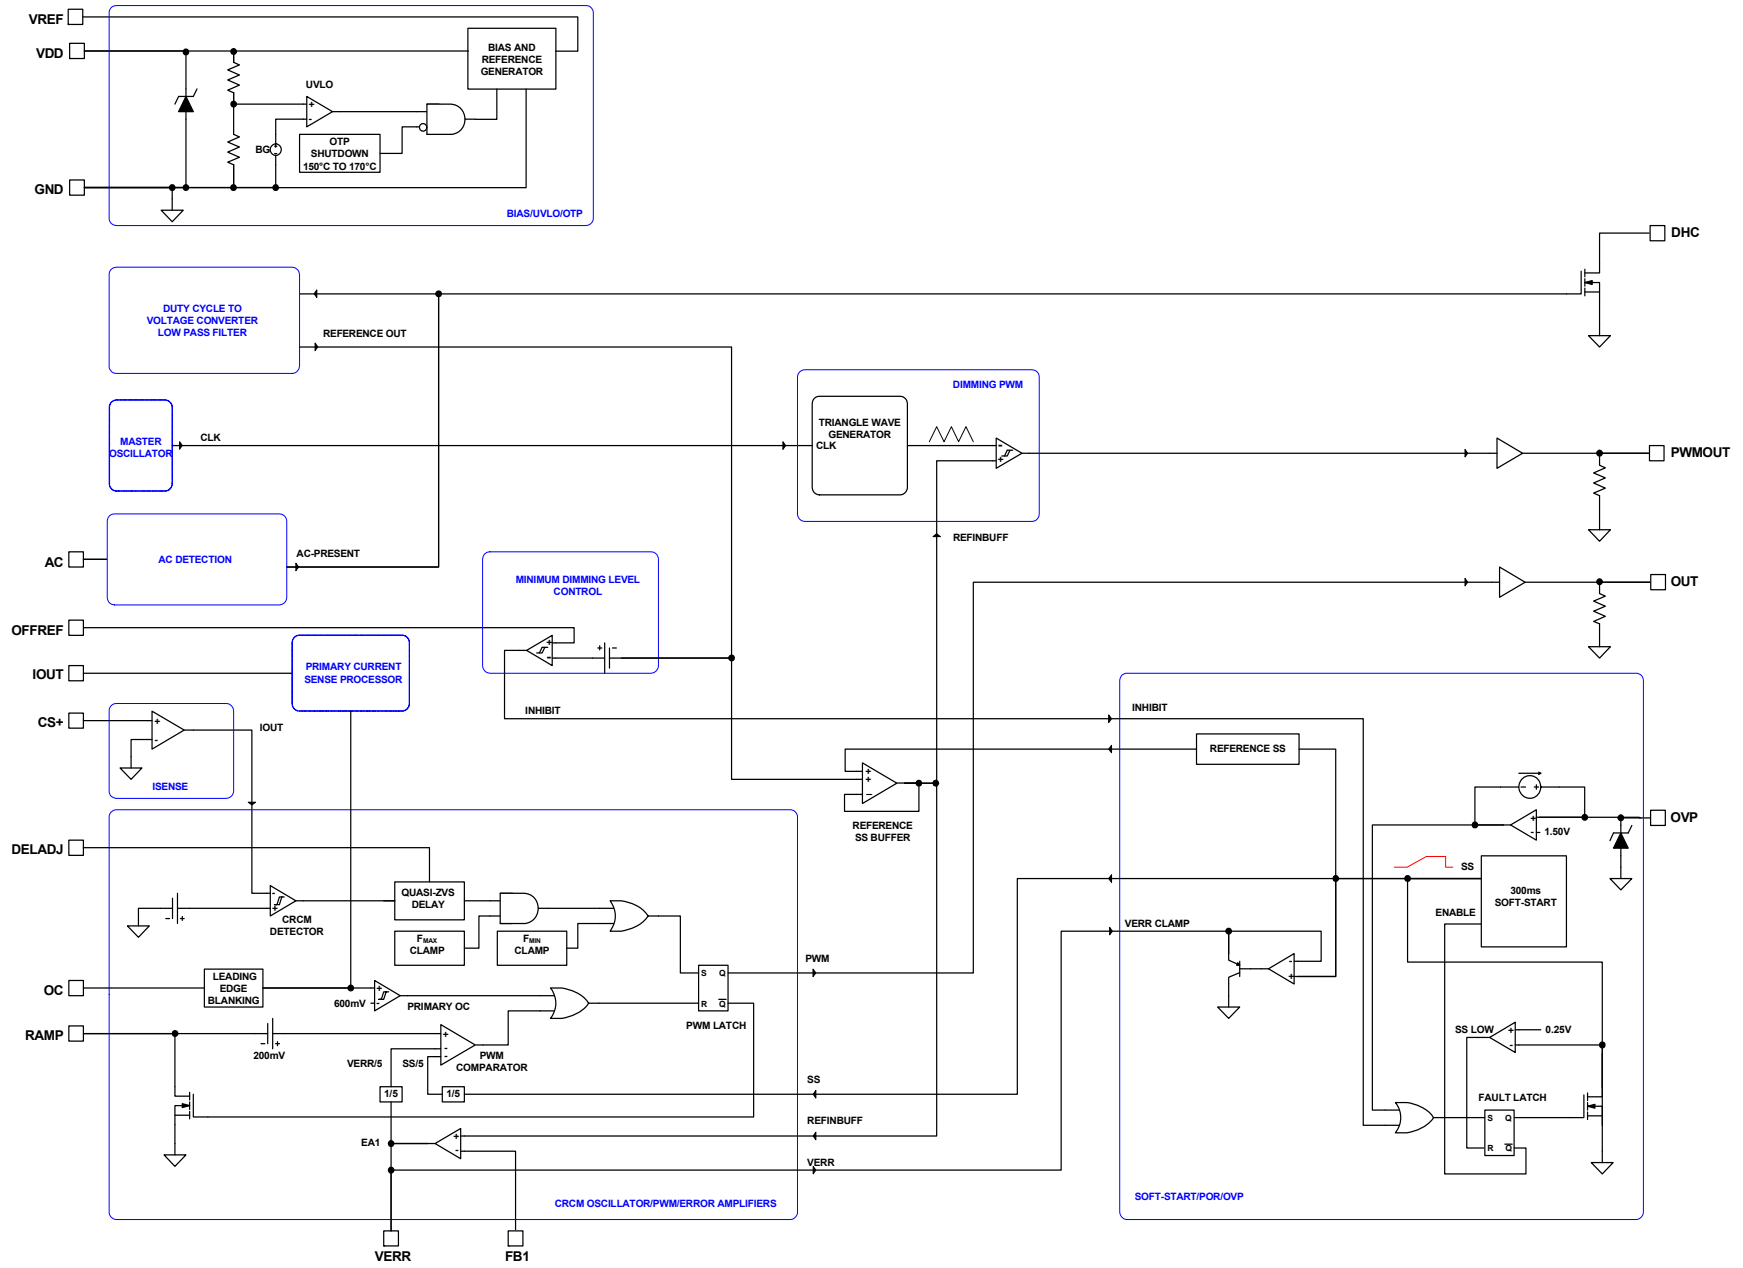 VREF
VDD
BIAS AND
REFERENCE
GENERATOR
UVLO
+
-
BG
OTP
SHUTDOWN
150°C TO 170°C
GND
BIAS/UVLO/OTP
DHC
DUTY CYCLE TO
VOLTAGE CONVERTER
LOW PASS FILTER
REFERENCE OUT
DIMMING PWM
MASTER
OSCILLATOR
CLK
TRIANGLE WAVE
GENERATOR
CLK
-
+
PWMOUT
REFINBUFF
AC
AC DETECTION
AC-PRESENT
MINIMUM DIMMING LEVEL
CONTROL
OUT
OFFREF
+
-
+ -
IOUT
PRIMARY CURRENT
SENSE PROCESSOR
CS+
+
-
IOUT
ISENSE
INHIBIT
INHIBIT
REFERENCE SS
+
+
-
REFERENCE
SS BUFFER
- +
+
-
1.50V
OVP
DELADJ
SS
300ms
SOFT-START
ENABLE
QUASI-ZVS
DELAY
-
+
- +
CRCM
DETECTOR
FMAX
CLAMP
FMIN
CLAMP
VERR CLAMP
-
+
OC
LEADING
EDGE
BLANKING
+
-
600mV
PRIMARY OC
S Q
R Q
PWM LATCH
PWM
RAMP
- +
200mV
+
-
-
PWM
COMPARATOR
VERR/5
SS/5
1/5
1/5
SS
SS LOW
+
-
0.25V
FAULT LATCH
S Q
R Q
REFINBUFF
EA1
+
-
VERR
CRCM OSCILLATOR/PWM/ERROR AMPLIFIERS
SOFT-START/POR/OVP
VERR
FB1